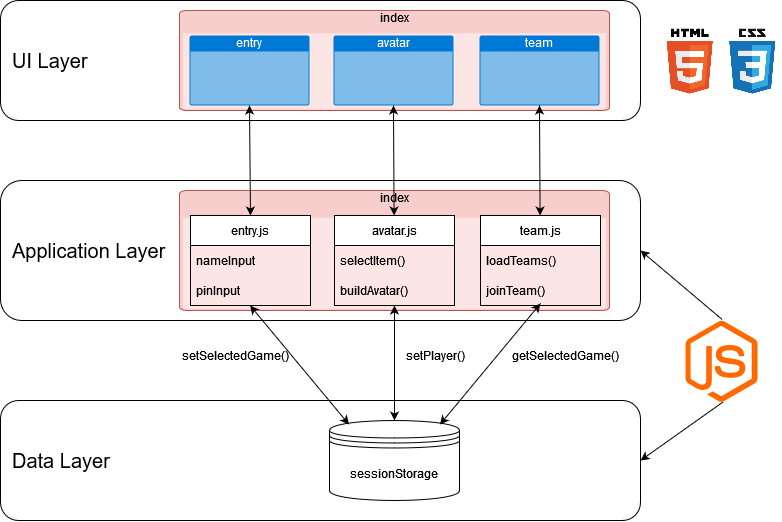 index
entry
avatar
team
UI Layer
HTML
5
CSS
3
index
entry.js
avatar.js
team.js
Application Layer
nameInput
selectItem()
loadTeams()
pinInput
buildAvatar()
joinTeam()
setSelectedGame()
setPlayer()
getSelectedGame()
JS
Data Layer
sessionStorage